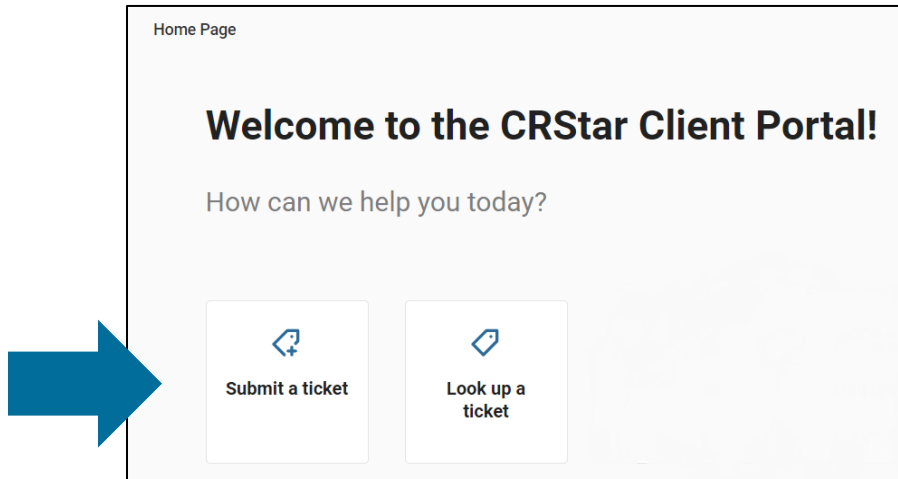 Home Page
Welcome to the CRStar Client Portal!
How can we help you today?
Submit a ticket
Look up a
ticket